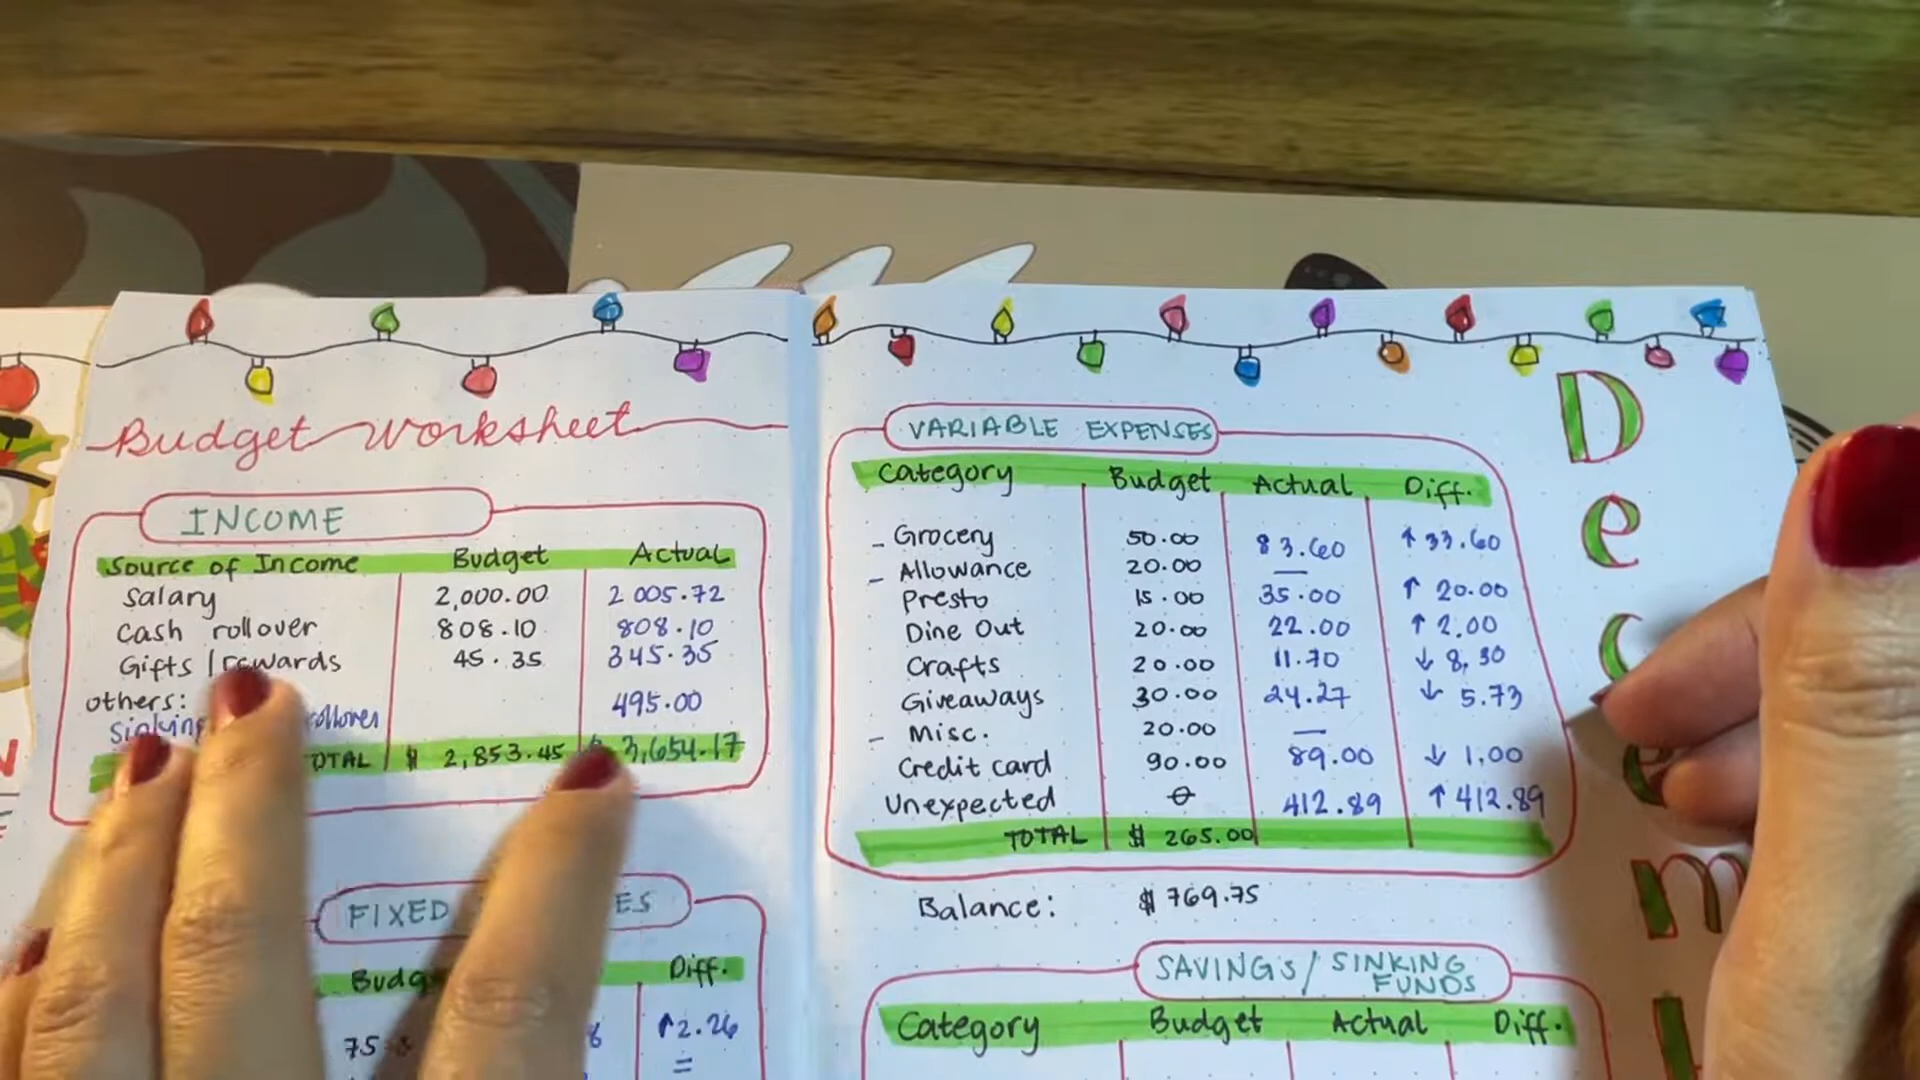 Budget Worksheet
INCOME
Source of Income Budget Actual
Salary 2,000.00 2 005.72
Cash rollover 808.10 808.10
Gifts / rewards 45.35 345.35
others: 495.00
rollover
TOTAL $ 2,853.45 $ 3,654.17
FIXED
Diff.
↑2.26
=
VARIABLE EXPENSES
Category Budget Actual Diff.
- Grocery 50.00 83.60 ↑ 33.60
- Allowance 20.00 —
Presto 15.00 35.00 ↑ 20.00
Dine Out 20.00 22.00 ↑ 2.00
Crafts 20.00 11.70 ↓ 8.30
Giveaways 30.00 24.27 ↓ 5.73
- Misc. 20.00 —
Credit card 90.00 89.00 ↓ 1.00
Unexpected 0 412.89 ↑ 412.89
TOTAL $ 265.00
Balance: $ 769.75
SAVINGS / SINKING
FUNDS
Category Budget Actual Diff.
D
e
c
e
m
b